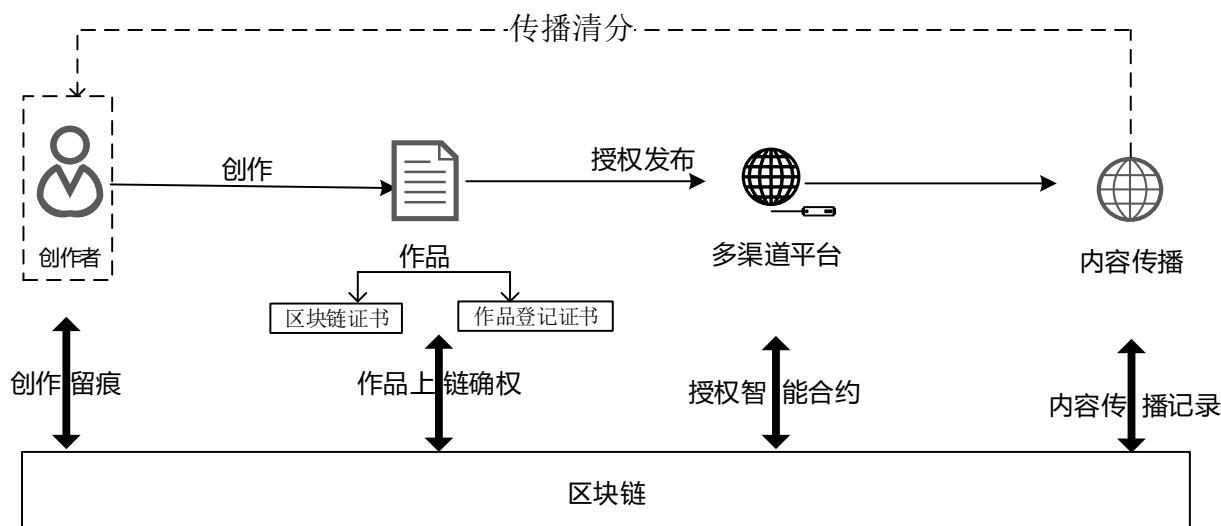 传播清分
创作
授权发布
创作者
作品
多渠道平台
内容传播
区块链证书
作品登记证书
创作留痕
作品上链确权
授权智能合约
内容传播记录
区块链